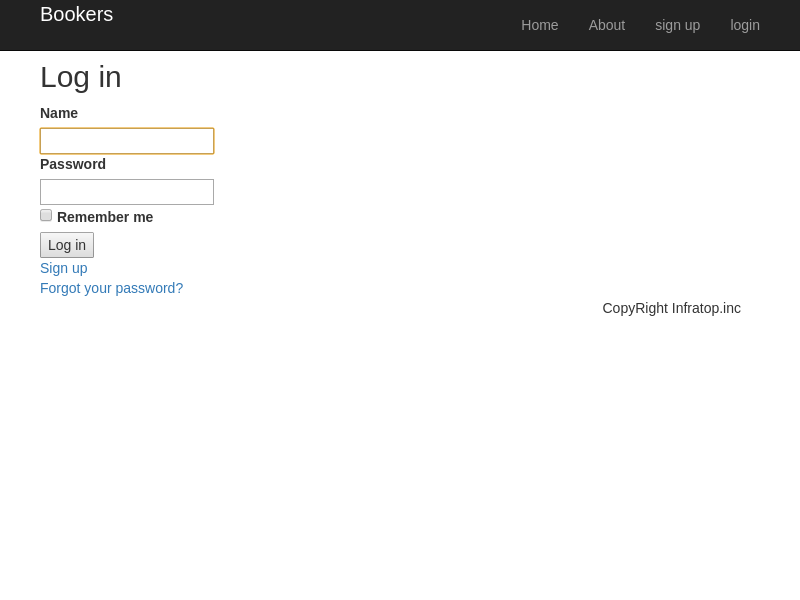 Bookers
Home About sign up login
Log in
Name
Password
Remember me
Log in
Sign up
Forgot your password?
CopyRight Infratop.inc